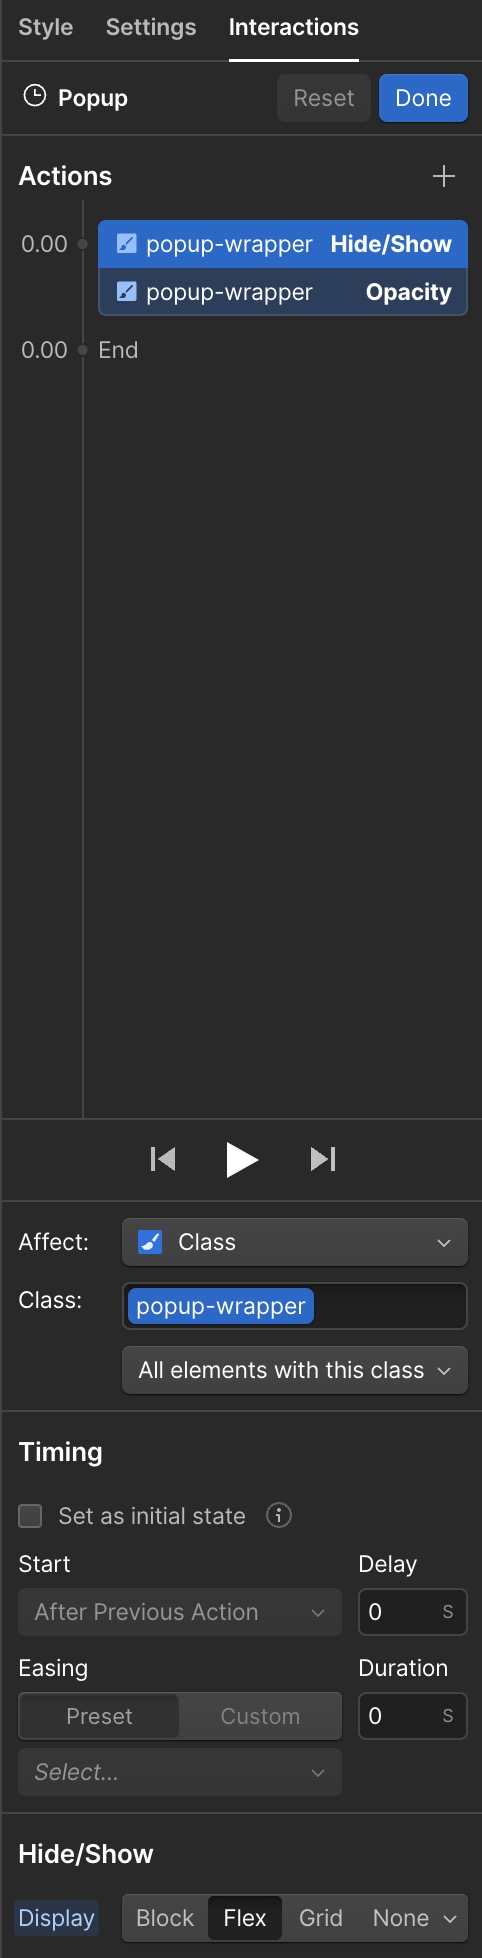 Style Settings Interactions
Popup Reset Done
Actions
0.00 popup-wrapper Hide/Show
popup-wrapper Opacity
0.00 End
Affect: Class
Class: popup-wrapper
All elements with this class
Timing
Set as initial state
Start Delay
After Previous Action 0 S
Easing Duration
Preset Custom 0 S
Select...
Hide/Show
Display Block Flex Grid None